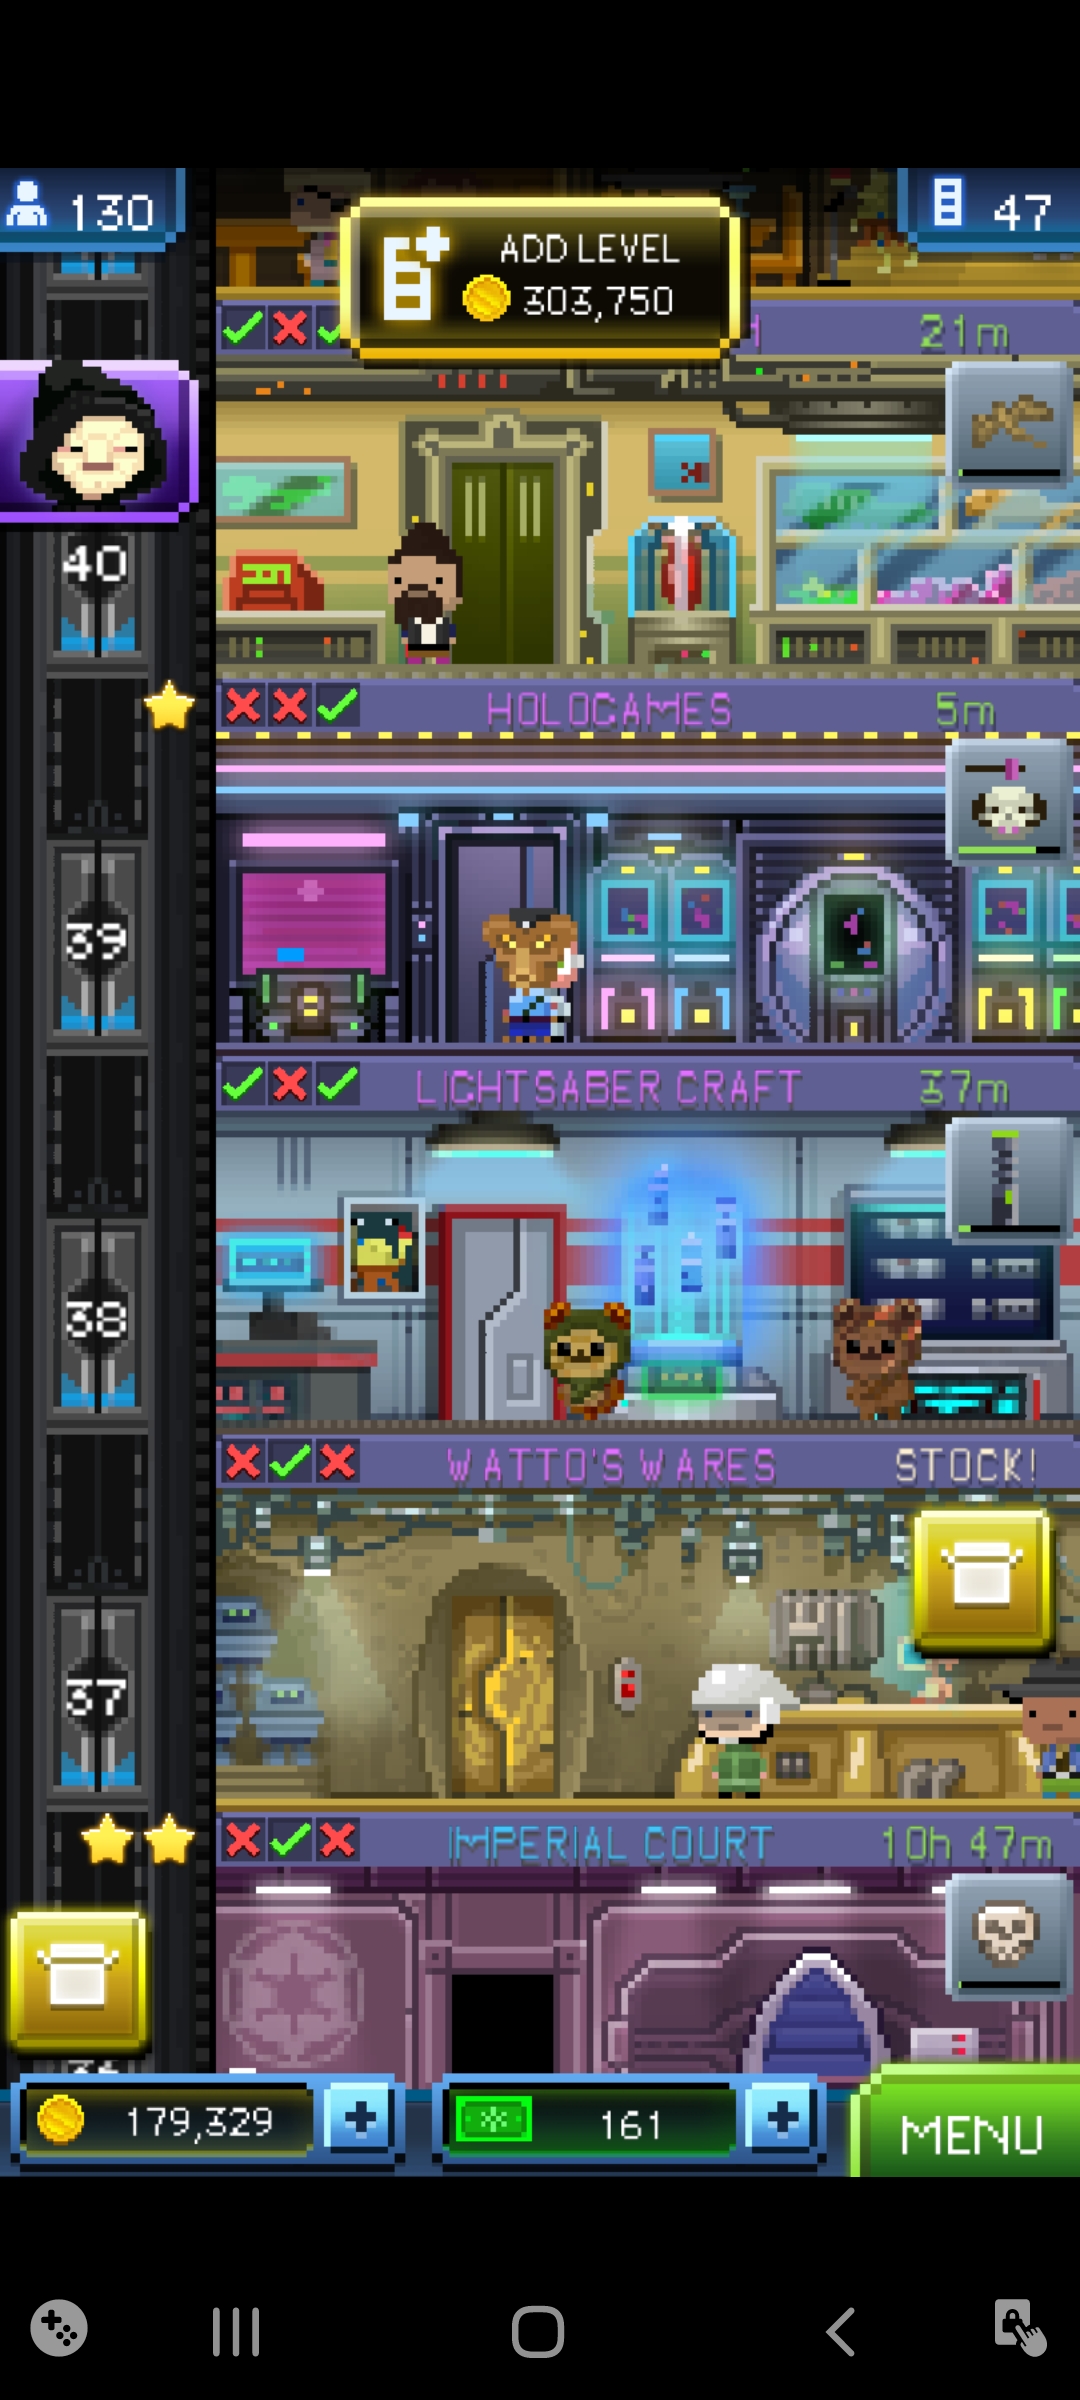 130
ADD LEVEL
303,750
47
21m
40
HOLOGAMES
5m
39
LIGHTSABER CRAFT
37m
38
WATTO'S WARES
STOCK!
37
IMPERIAL COURT
10h 47m
179,329
161
MENU